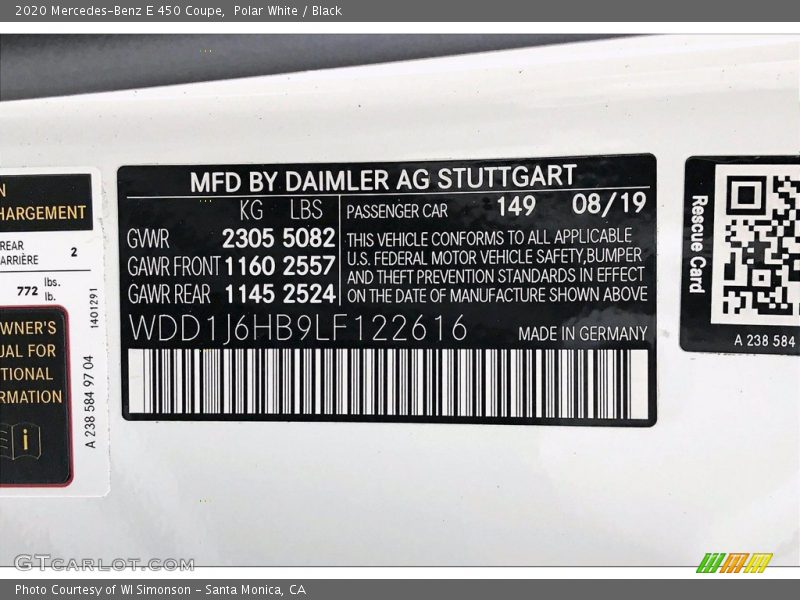 2020 Mercedes-Benz E 450 Coupe, Polar White / Black
N
HARGEMENT
REAR
ARRIÈRE
2
772 lbs.
lb.
1401291
WNER'S
UAL FOR
TIONAL
RMATION
i
A 238 584 97 04
MFD BY DAIMLER AG STUTTGART
KG LBS
GWWR 2305 5082
GAWR FRONT 1160 2557
GAWR REAR 1145 2524
PASSENGER CAR 149 08/19
THIS VEHICLE CONFORMS TO ALL APPLICABLE
U.S. FEDERAL MOTOR VEHICLE SAFETY,BUMPER
AND THEFT PREVENTION STANDARDS IN EFFECT
ON THE DATE OF MANUFACTURE SHOWN ABOVE
WDD1J6HB9LF122616
MADE IN GERMANY
Rescue Card
A 238 584
GTCARLOT.COM
Photo Courtesy of WI Simonson - Santa Monica, CA